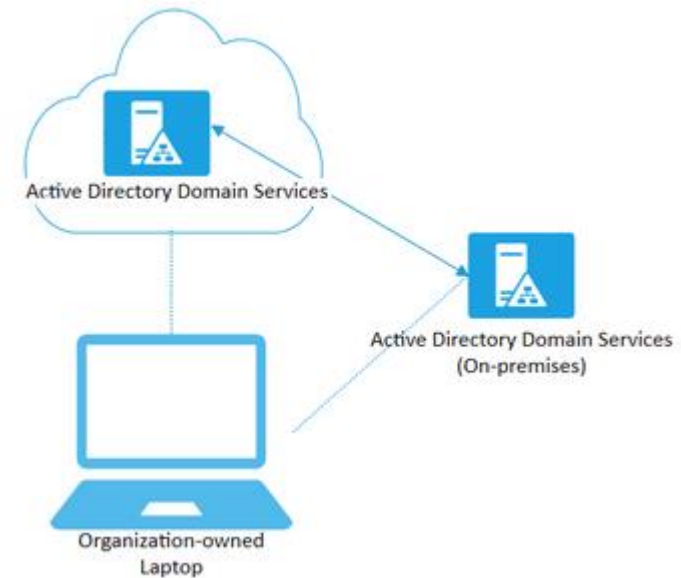 Active Directory Domain Services
Active Directory Domain Services
(On-premises)
Organization-owned
Laptop